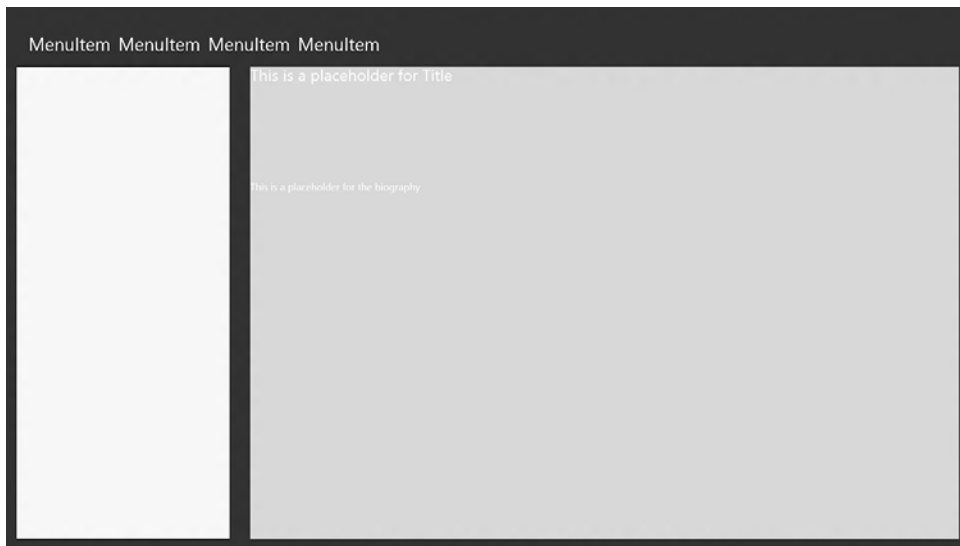 MenuItem MenuItem MenuItem MenuItem
This is a placeholder for Title
This is a placeholder for the biography